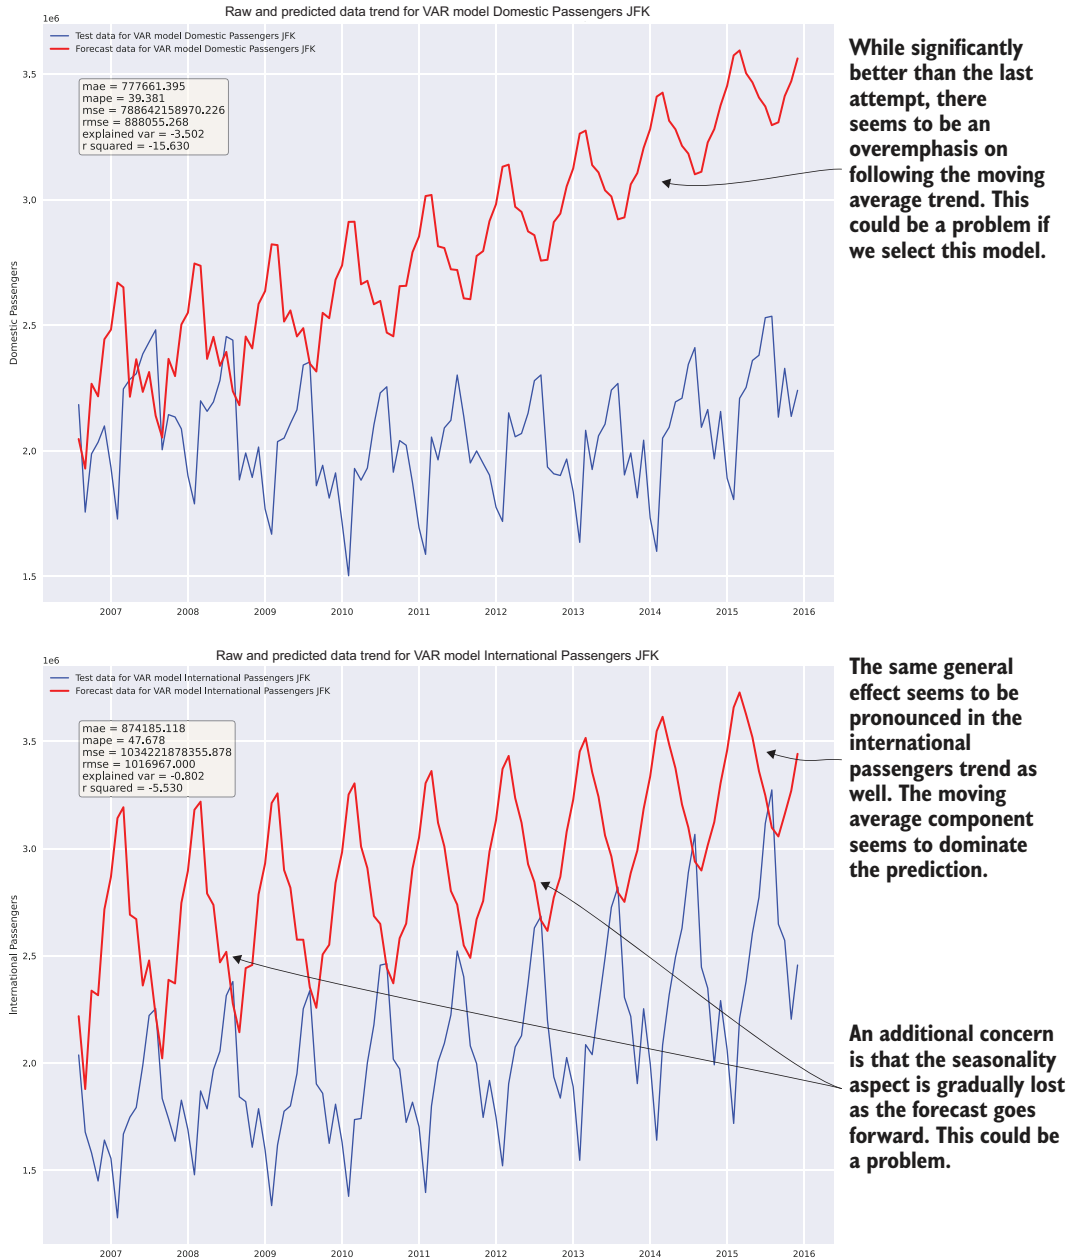 Raw and predicted data trend for VAR model Domestic Passengers JFK
1e6
Test data for VAR model Domestic Passengers JFK
Forecast data for VAR model Domestic Passengers JFK
mae = 777661.395
mape = 39.381
mse = 788642158970.226
rmse = 888055.268
explained var = -3.502
r squared = -15.630
3.5
3.0
2.5
2.0
1.5
Domestic Passengers
2007
2008
2009
2010
2011
2012
2013
2014
2015
2016
While significantly
better than the last
attempt, there
seems to be an
overemphasis on
following the moving
average trend. This
could be a problem if
we select this model.
Raw and predicted data trend for VAR model International Passengers JFK
1e6
Test data for VAR model International Passengers JFK
Forecast data for VAR model International Passengers JFK
mae = 874185.118
mape = 47.678
mse = 1034221878355.878
rmse = 1016967.000
explained var = -0.802
r squared = -5.530
3.5
3.0
2.5
2.0
1.5
International Passengers
2007
2008
2009
2010
2011
2012
2013
2014
2015
2016
The same general
effect seems to be
pronounced in the
international
passengers trend as
well. The moving
average component
seems to dominate
the prediction.
An additional concern
is that the seasonality
aspect is gradually lost
as the forecast goes
forward. This could be
a problem.